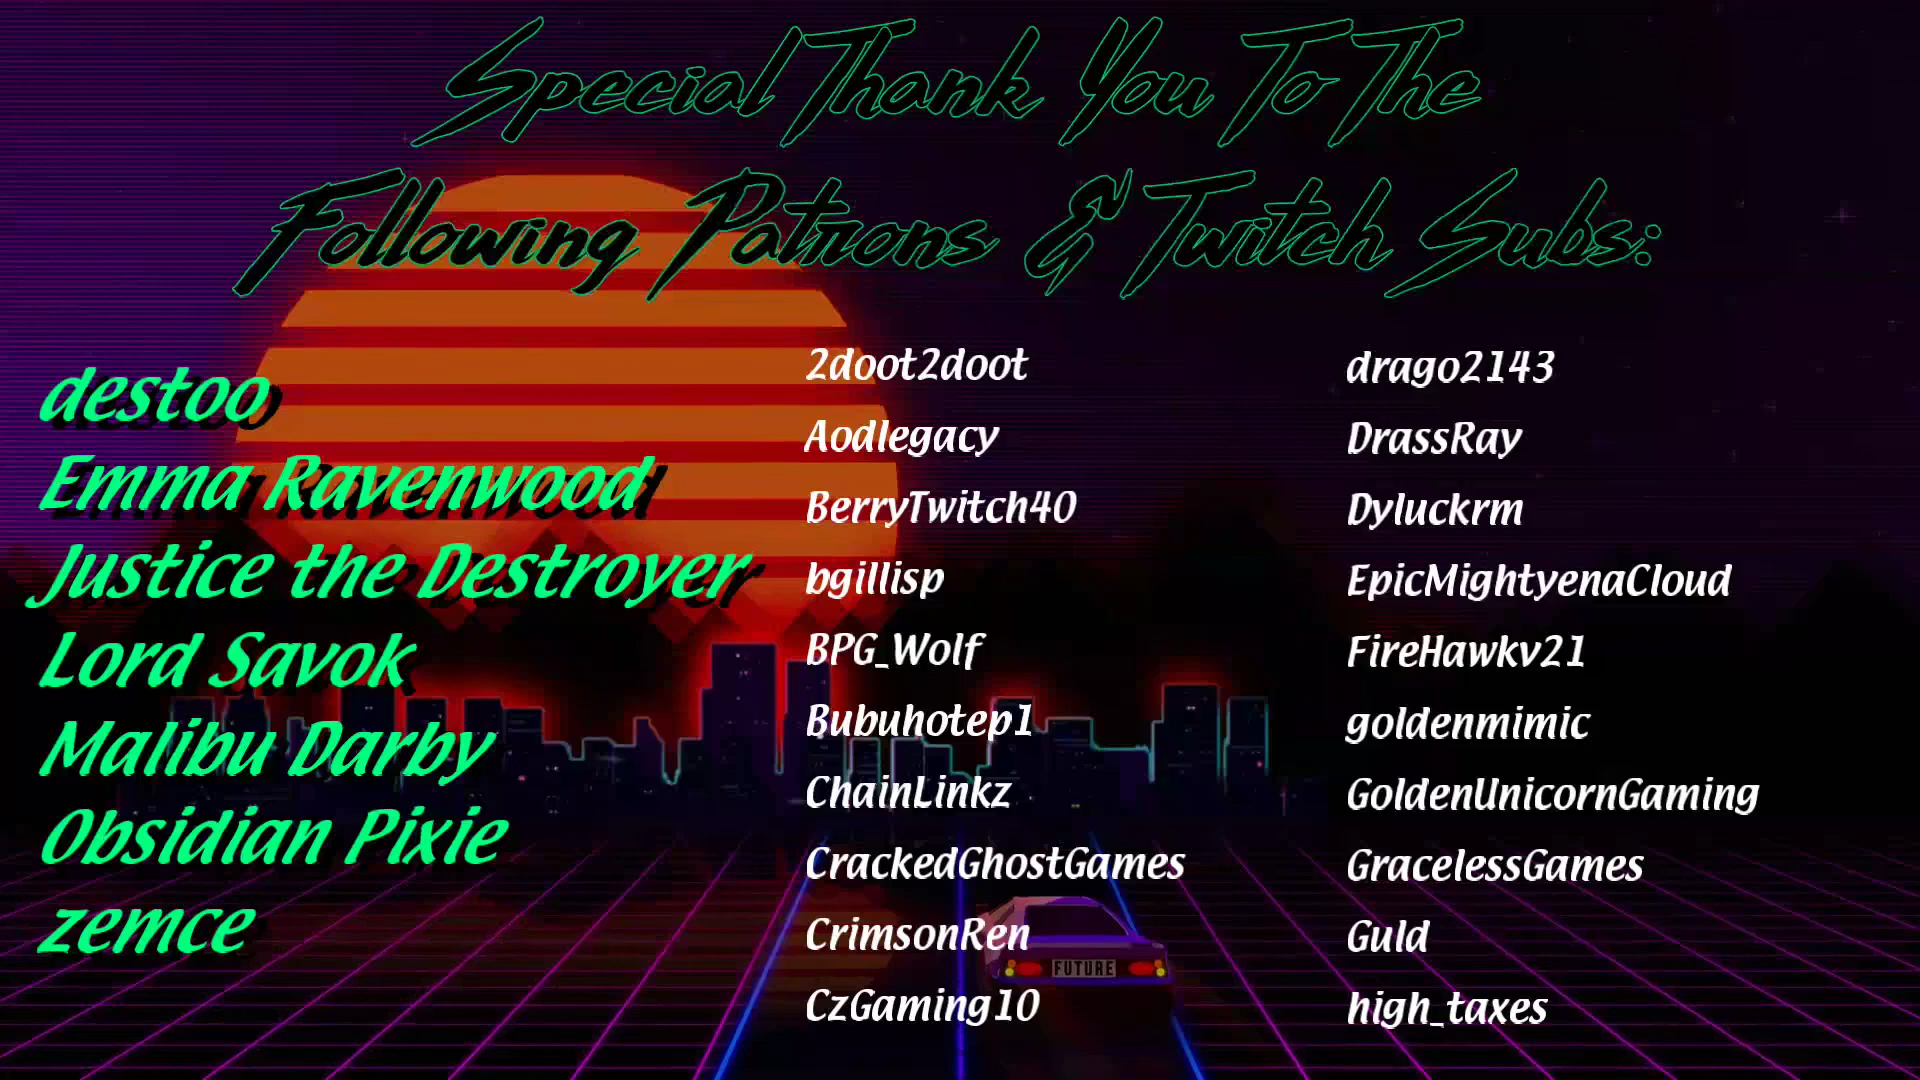 Special Thank You To The
Following Patrons & Twitch Subs:
destoo
Emma Ravenwood
Justice the Destroyer
Lord Savok
Malibu Darby
Obsidian Pixie
zemce
2doot2doot
Aodlegacy
BerryTwitch40
bgillisp
BPG_Wolf
Bubuhotep1
ChainLinkz
CrackedGhostGames
CrimsonRen
CzGaming10
drago2143
DrassRay
Dyluckrm
EpicMightyenaCloud
FireHawkv21
goldenmimic
GoldenUnicornGaming
GracelessGames
Guld
high_taxes
FUTURE